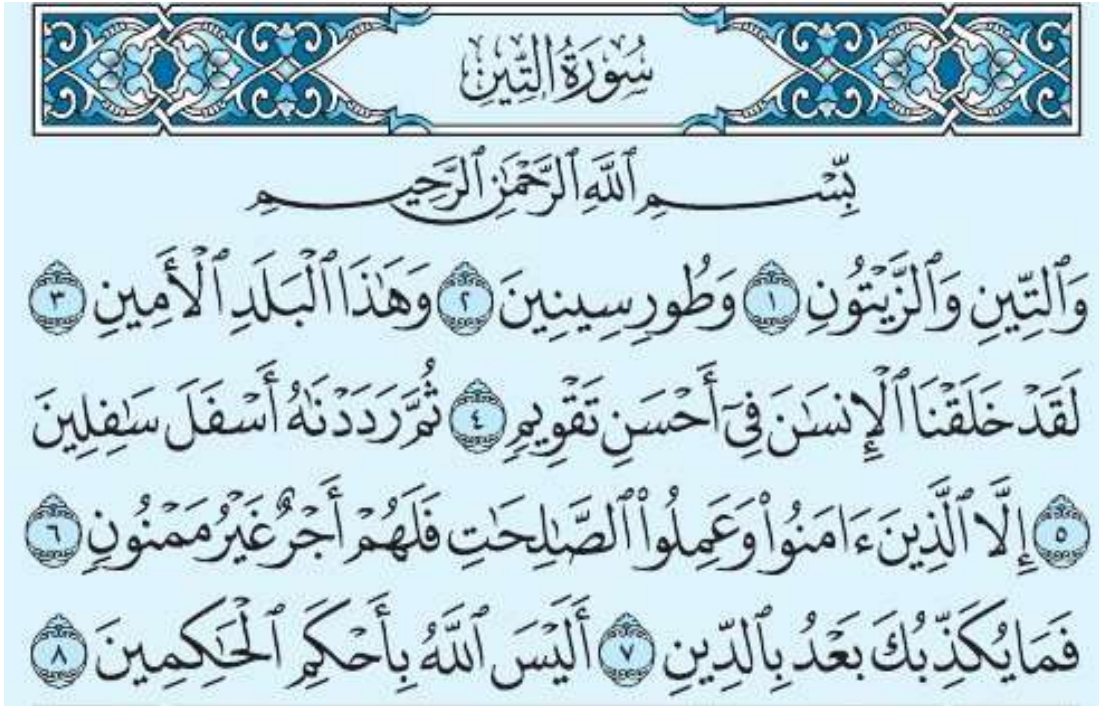 سُورَةُ التِّينِ
بِّسْمِ ٱللَّهِ ٱلرَّحْمَٰنِ ٱلرَّحِيمِ
وَٱلتِّينِ وَٱلزَّيْتُونِ ١ وَطُورِ سِينِينَ ٢ وَهَٰذَا ٱلْبَلَدِ ٱلْأَمِينِ ٣
لَقَدْ خَلَقْنَا ٱلْإِنسَٰنَ فِىٓ أَحْسَنِ تَقْوِيمٍ ٤ ثُمَّ رَدَدْنَٰهُ أَسْفَلَ سَٰفِلِينَ
٥ إِلَّا ٱلَّذِينَ ءَامَنُوا۟ وَعَمِلُوا۟ ٱلصَّٰلِحَٰتِ فَلَهُمْ أَجْرٌ غَيْرُ مَمْنُونٍ ٦
فَمَا يُكَذِّبُكَ بَعْدُ بِٱلدِّينِ ٧ أَلَيْسَ ٱللَّهُ بِأَحْكَمِ ٱلْحَٰكِمِينَ ٨